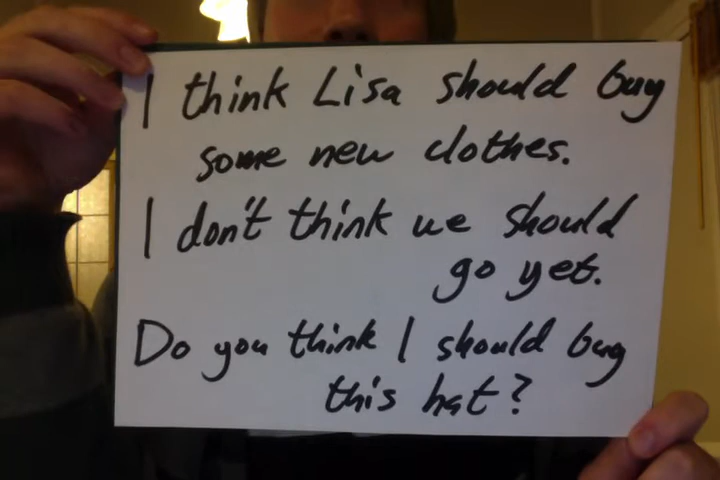 I think Lisa should buy
some new clothes.
I don't think we should
go yet.
Do you think I should buy
this hat?